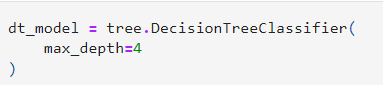 dt_model = tree.DecisionTreeClassifier(
    max_depth=4
)